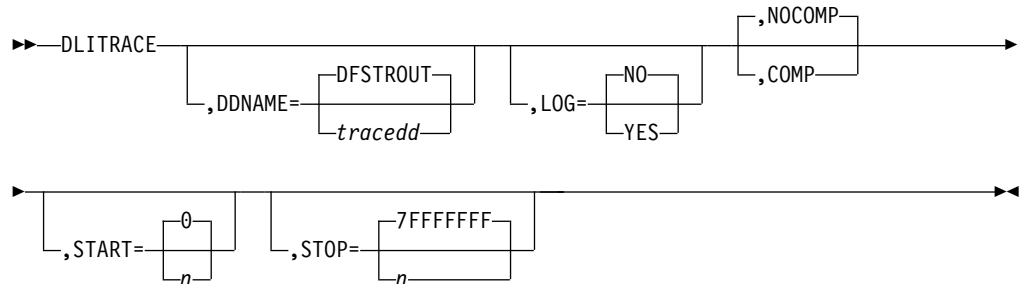 ,NOCOMP
DLITRACE
DFSTROUT
NO
,COMP
,DDNAME=
,LOG=
tracedd
YES
0
7FFFFFFF
,START=
,STOP=
n
n